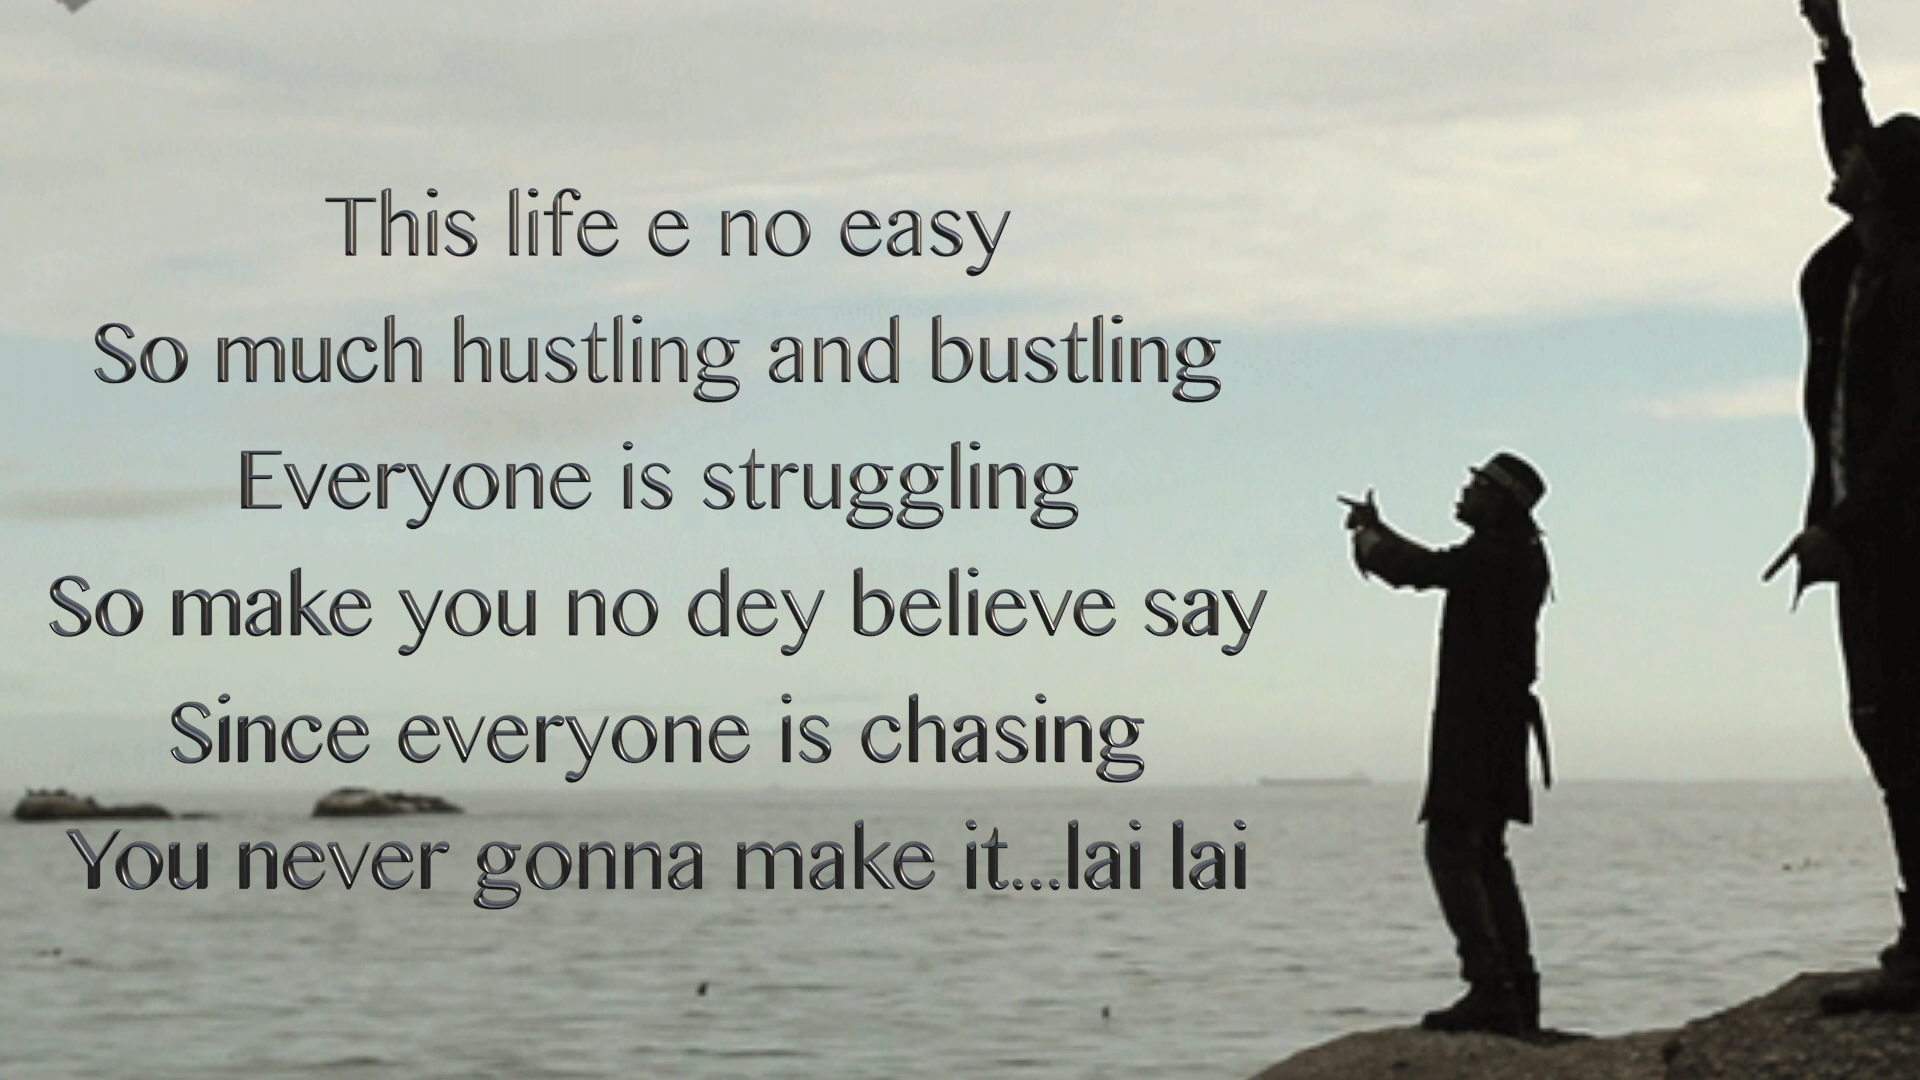 This life e no easy
So much hustling and bustling
Everyone is struggling
So make you no dey believe say
Since everyone is chasing
You never gonna make it...lai lai